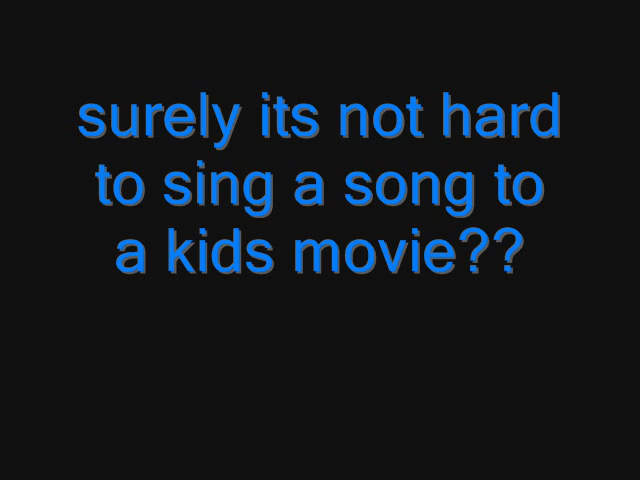 surely its not hard
to sing a song to
a kids movie??